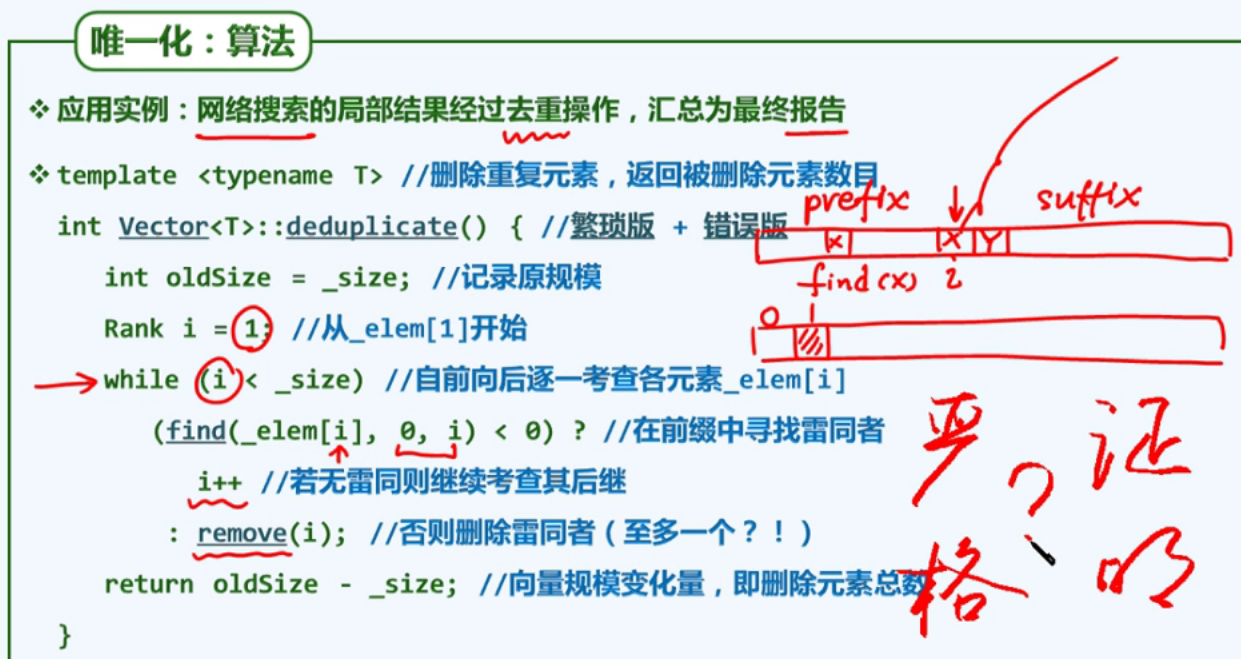 唯一化：算法
❖ 应用实例：网络搜索的局部结果经过去重操作，汇总为最终报告
❖ template <typename T> //删除重复元素，返回被删除元素数目
int Vector<T>::deduplicate() { //繁琐版 + 错误版
int oldSize = _size; //记录原规模
Rank i = 1; //从_elem[1]开始
while (i < _size) //自前向后逐一考查各元素_elem[i]
(find(_elem[i], 0, i) < 0) ? //在前缀中寻找雷同者
i++ //若无雷同则继续考查其后继
: remove(i); //否则删除雷同者（至多一个？！）
return oldSize - _size; //向量规模变化量，即删除元素总数
}
prefix suffix
x x Y
find(x) i
0 1
严格证明?